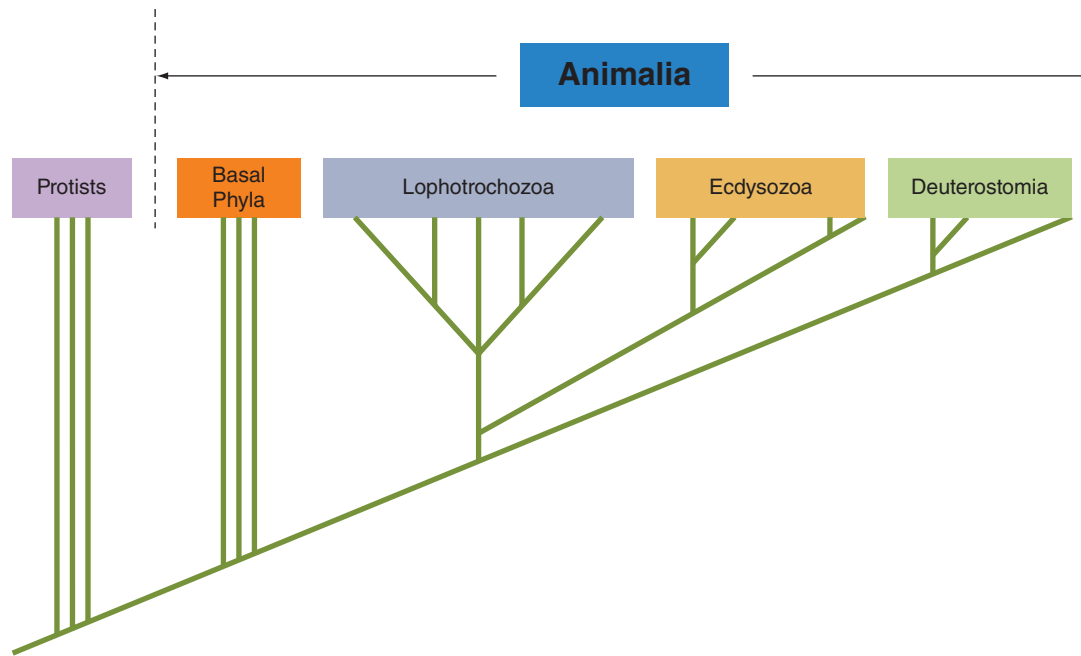 Animalia
Protists
Basal
Phyla
Lophotrochozoa
Ecdysozoa
Deuterostomia